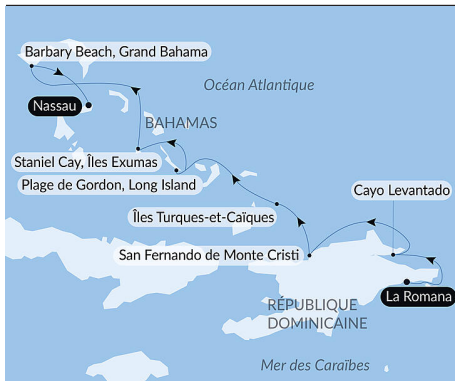 Barbary Beach, Grand Bahama
Océan Atlantique
Nassau
BAHAMAS
Staniel Cay, Îles Exumas
Plage de Gordon, Long Island
Cayo Levantado
Îles Turques-et-Caïques
San Fernando de Monte Cristi
La Romana
RÉPUBLIQUE
DOMINICAINE
Mer des Caraïbes